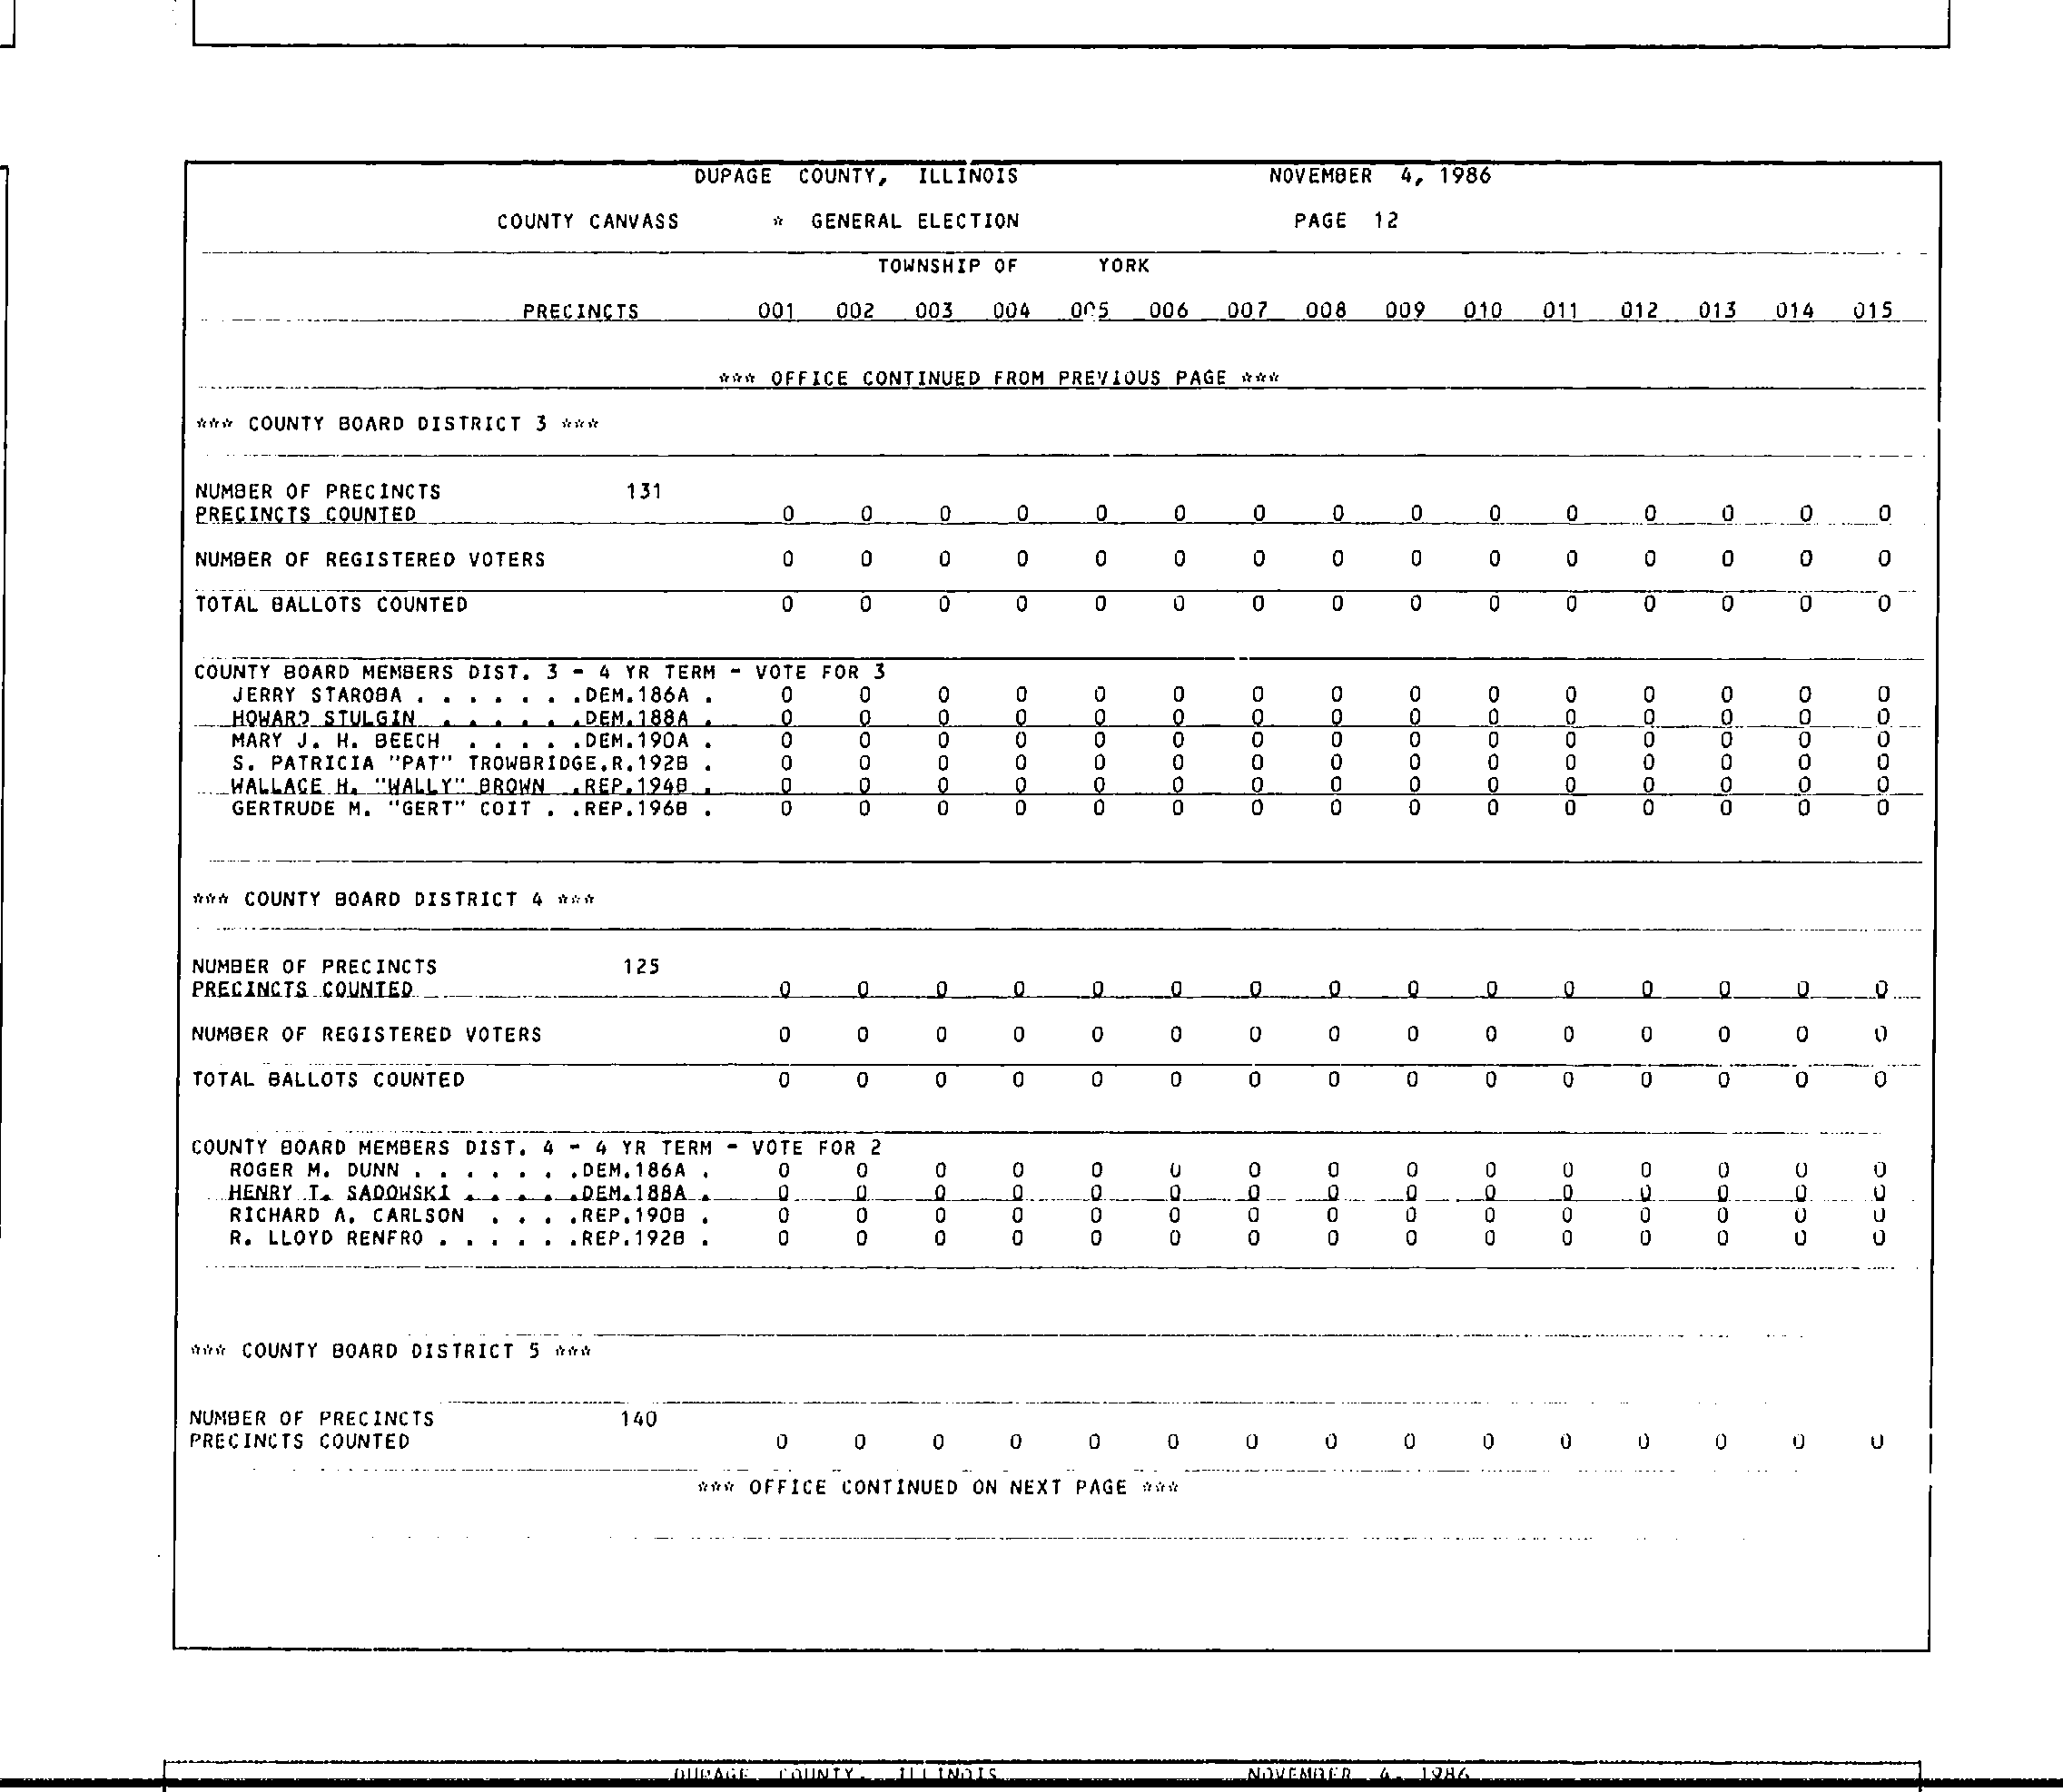 DUPAGE COUNTY, ILLINOIS NOVEMBER 4, 1986
COUNTY CANVASS * GENERAL ELECTION PAGE 12
TOWNSHIP OF YORK
PRECINCTS 001 002 003 004 005 006 007 008 009 010 011 012 013 014 015
*** OFFICE CONTINUED FROM PREVIOUS PAGE ***
*** COUNTY BOARD DISTRICT 3 ***
NUMBER OF PRECINCTS 131
PRECINCTS COUNTED 0 0 0 0 0 0 0 0 0 0 0 0 0 0 0
NUMBER OF REGISTERED VOTERS 0 0 0 0 0 0 0 0 0 0 0 0 0 0 0
TOTAL BALLOTS COUNTED 0 0 0 0 0 0 0 0 0 0 0 0 0 0 0
COUNTY BOARD MEMBERS DIST. 3 - 4 YR TERM - VOTE FOR 3
JERRY STAROBA . . . . . . .DEM.186A . 0 0 0 0 0 0 0 0 0 0 0 0 0 0 0
HOWARD STULGIN . . . . . .DEM.188A . 0 0 0 0 0 0 0 0 0 0 0 0 0 0 0
MARY J. H. BEECH . . . . .DEM.190A . 0 0 0 0 0 0 0 0 0 0 0 0 0 0 0
S. PATRICIA "PAT" TROWBRIDGE.R.192B . 0 0 0 0 0 0 0 0 0 0 0 0 0 0 0
WALLACE H. "WALLY" BROWN .REP.194B . 0 0 0 0 0 0 0 0 0 0 0 0 0 0 0
GERTRUDE M. "GERT" COIT . .REP.196B . 0 0 0 0 0 0 0 0 0 0 0 0 0 0 0
*** COUNTY BOARD DISTRICT 4 ***
NUMBER OF PRECINCTS 125
PRECINCTS COUNTED 0 0 0 0 0 0 0 0 0 0 0 0 0 0 0
NUMBER OF REGISTERED VOTERS 0 0 0 0 0 0 0 0 0 0 0 0 0 0 0
TOTAL BALLOTS COUNTED 0 0 0 0 0 0 0 0 0 0 0 0 0 0 0
COUNTY BOARD MEMBERS DIST. 4 - 4 YR TERM - VOTE FOR 2
ROGER M. DUNN . . . . . . .DEM.186A . 0 0 0 0 0 0 0 0 0 0 0 0 0 0 0
HENRY T. SADOWSKI . . . . .DEM.188A . 0 0 0 0 0 0 0 0 0 0 0 0 0 0 0
RICHARD A. CARLSON . . . .REP.190B . 0 0 0 0 0 0 0 0 0 0 0 0 0 0 0
R. LLOYD RENFRO . . . . . .REP.192B . 0 0 0 0 0 0 0 0 0 0 0 0 0 0 0
*** COUNTY BOARD DISTRICT 5 ***
NUMBER OF PRECINCTS 140
PRECINCTS COUNTED 0 0 0 0 0 0 0 0 0 0 0 0 0 0 0
*** OFFICE CONTINUED ON NEXT PAGE ***
DUPAGE COUNTY, ILLINOIS NOVEMBER 4, 1986